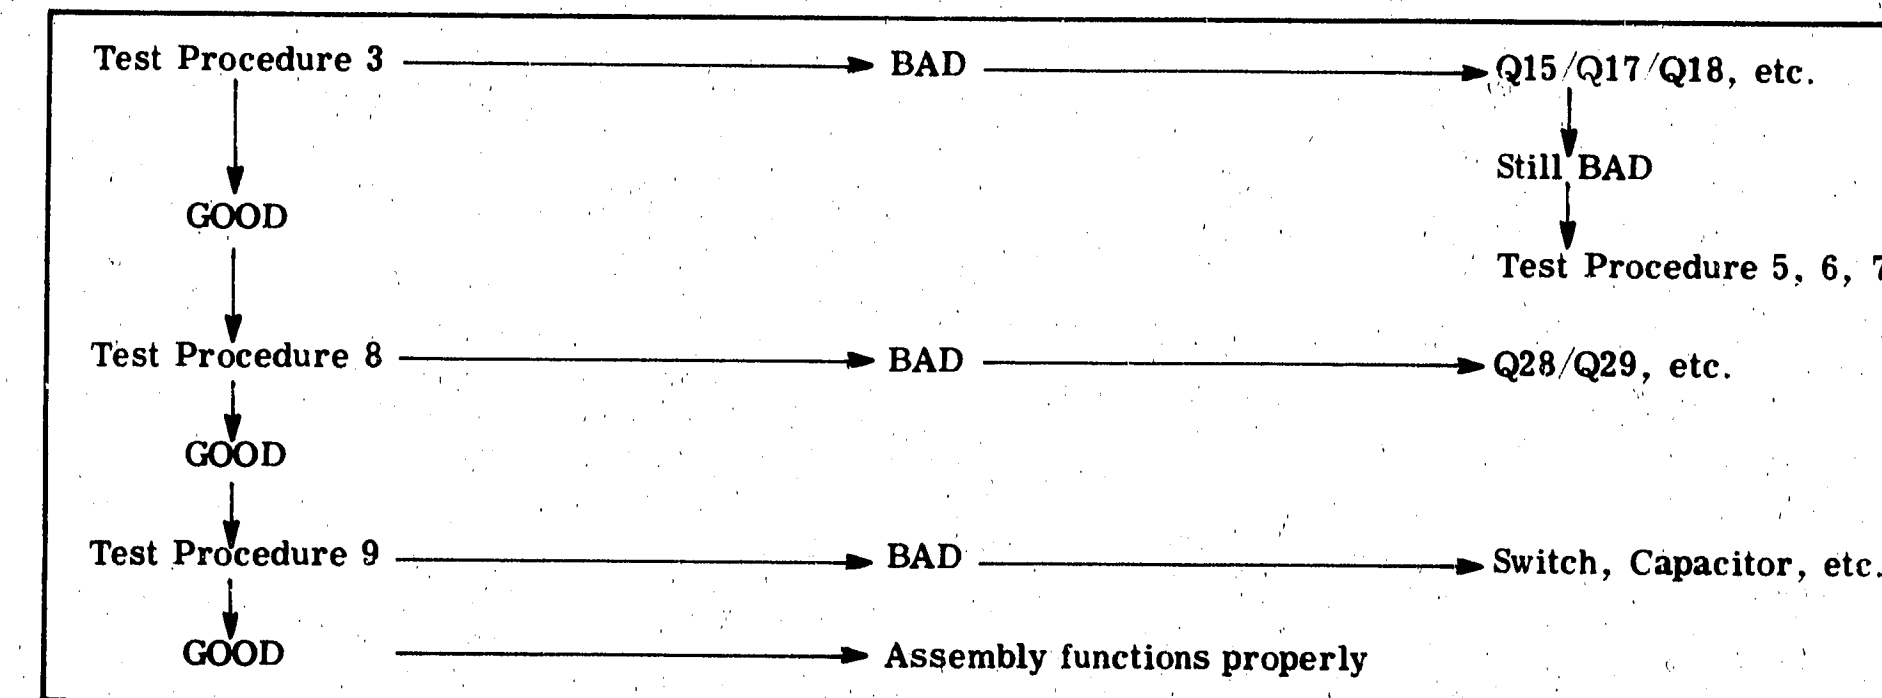 Test Procedure 3 BAD Q15/Q17/Q18, etc.
Still BAD
GOOD
Test Procedure 5, 6, 7
Test Procedure 8 BAD Q28/Q29, etc.
GOOD
Test Procedure 9 BAD Switch, Capacitor, etc.
GOOD Assembly functions properly